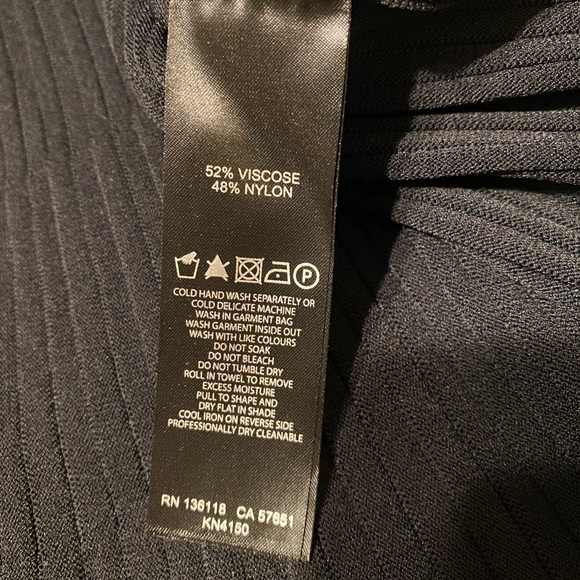 52% VISCOSE
48% NYLON
P
COLD HAND WASH SEPARATELY OR
COLD DELICATE MACHINE
WASH IN GARMENT BAG
WASH GARMENT INSIDE OUT
WASH WITH LIKE COLOURS
DO NOT SOAK
DO NOT BLEACH
DO NOT TUMBLE DRY
ROLL IN TOWEL TO REMOVE
EXCESS MOISTURE
PULL TO SHAPE AND
DRY FLAT IN SHADE
COOL IRON ON REVERSE SIDE
PROFESSIONALLY DRY CLEANABLE
RN 136118 CA 57651
KN4150